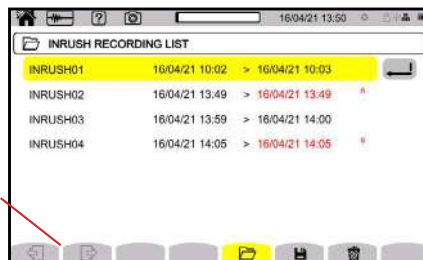 16/04/21 13:50
INRUSH RECORDING LIST
INRUSH01 16/04/21 10:02 > 16/04/21 10:03
INRUSH02 16/04/21 13:49 > 16/04/21 13:49
INRUSH03 16/04/21 13:59 > 16/04/21 14:00
INRUSH04 16/04/21 14:05 > 16/04/21 14:05